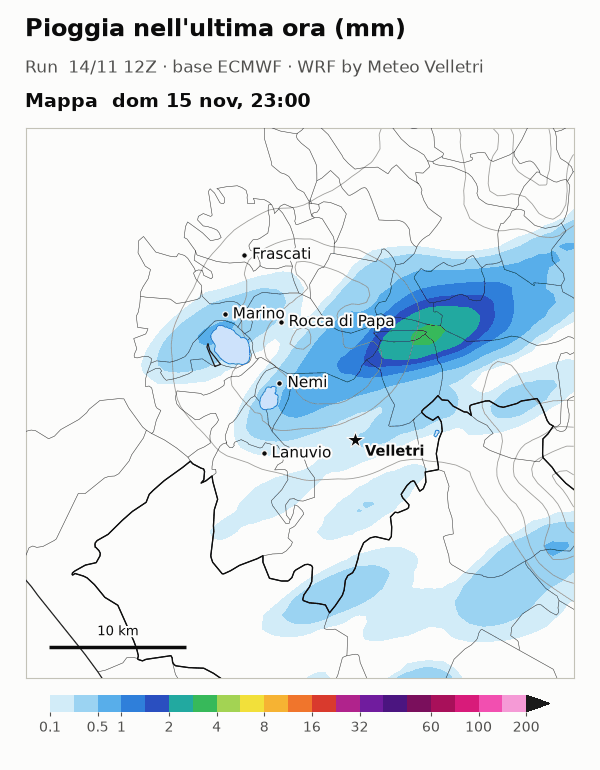 Pioggia nell'ultima ora (mm)
Run  14/11 12Z · base ECMWF · WRF by Meteo Velletri
Mappa  dom 15 nov, 23:00
Frascati
Marino
Rocca di Papa
Nemi
Velletri
Lanuvio
10 km
0.1 0.5 1 2 4 8 16 32 60 100 200